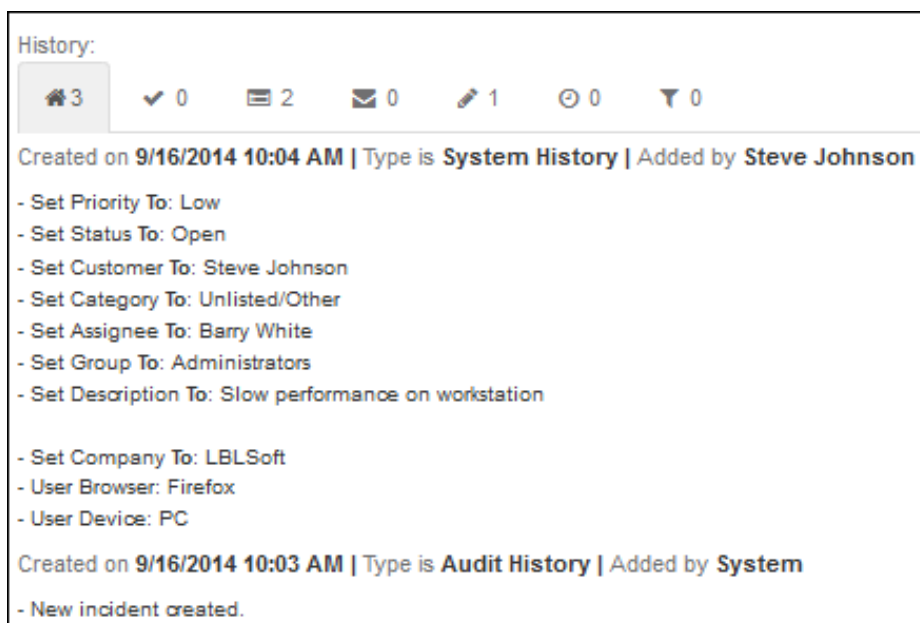 History:
3 0 2 0 1 0 0
Created on 9/16/2014 10:04 AM | Type is System History | Added by Steve Johnson
- Set Priority To: Low
- Set Status To: Open
- Set Customer To: Steve Johnson
- Set Category To: Unlisted/Other
- Set Assignee To: Barry White
- Set Group To: Administrators
- Set Description To: Slow performance on workstation
- Set Company To: LBLSoft
- User Browser: Firefox
- User Device: PC
Created on 9/16/2014 10:03 AM | Type is Audit History | Added by System
- New incident created.